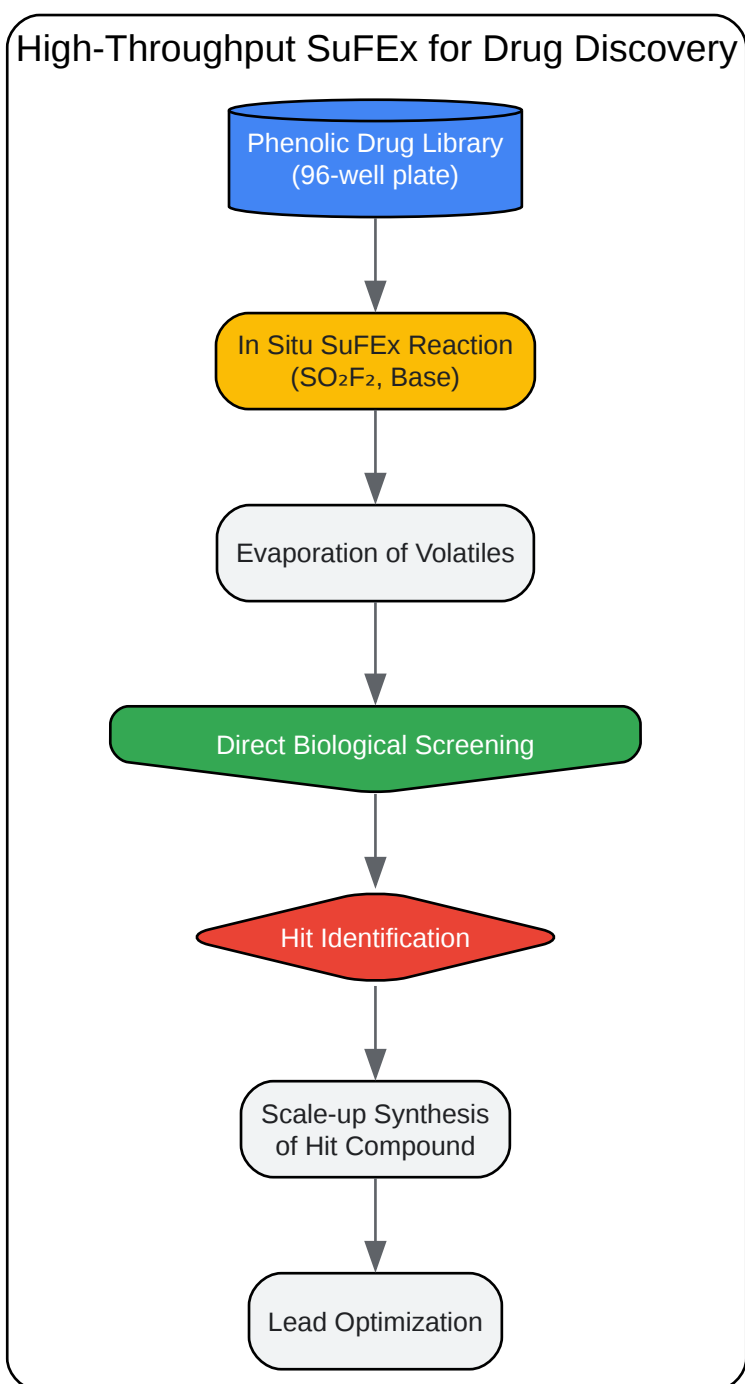 High-Throughput SuFEx for Drug Discovery
Phenolic Drug Library
(96-well plate)
In Situ SuFEx Reaction
(SO₂F₂, Base)
Evaporation of Volatiles
Direct Biological Screening
Hit Identification
Scale-up Synthesis
of Hit Compound
Lead Optimization